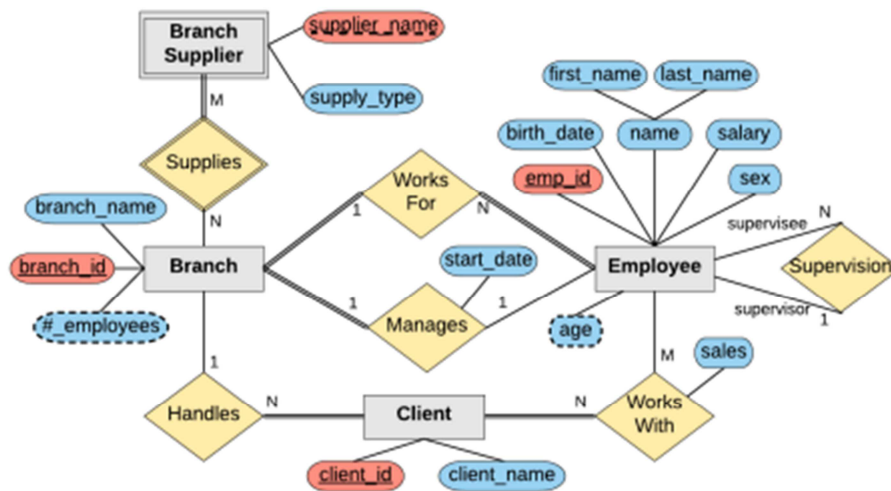 Branch
Supplier
supplier_name
supply_type
M
Supplies
N
first_name
last_name
birth_date
name
salary
emp_id
sex
Works
For
1
N
branch_name
branch_id
#_employees
Branch
start_date
1
Manages
1
Employee
supervisee
N
Supervision
supervisor
1
age
M
sales
1
Handles
N
Client
N
Works
With
client_id
client_name